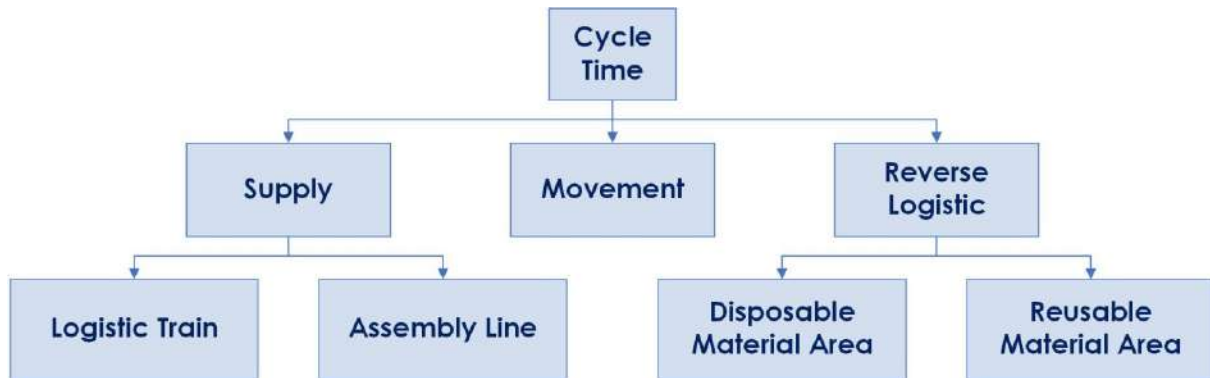 Cycle
Time
Supply
Movement
Reverse
Logistic
Logistic Train
Assembly Line
Disposable
Material Area
Reusable
Material Area